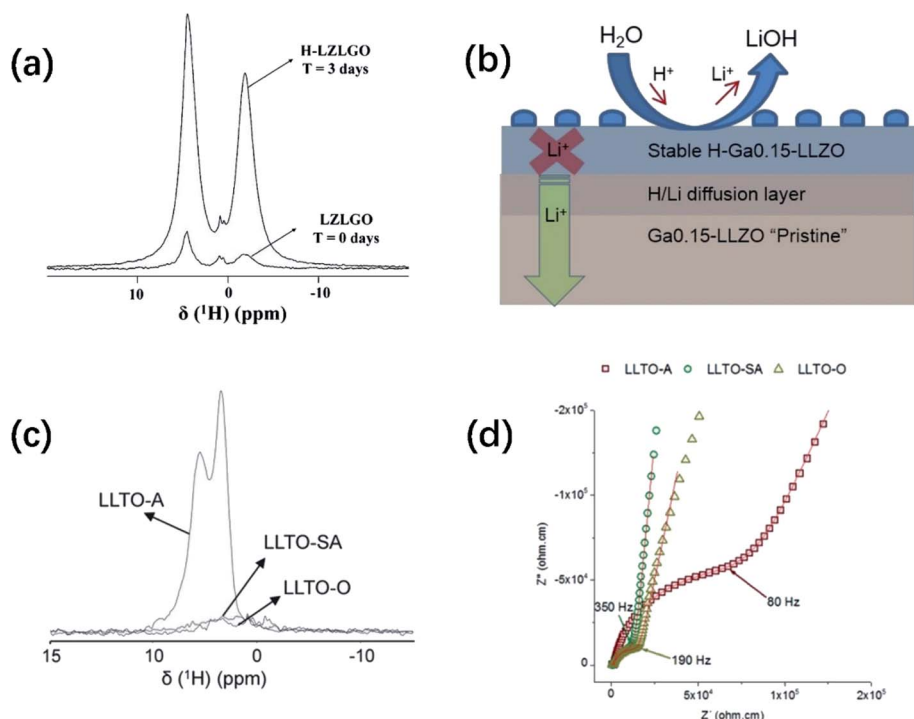 (a)
H-LZLGO
T = 3 days
LZLGO
T = 0 days
10 0 -10
δ (¹H) (ppm)
(b)
H₂O
LiOH
H⁺
Li⁺
Li⁺
Stable H-Ga0.15-LLZO
H/Li diffusion layer
Li⁺
Ga0.15-LLZO “Pristine”
(c)
LLTO-A
LLTO-SA
LLTO-O
15 10 5 0 -10
δ (¹H) (ppm)
(d)
LLTO-A LLTO-SA LLTO-O
-2x10⁵
-1x10⁵
-5x10⁴
0
Z'' (ohm.cm)
350 Hz
80 Hz
190 Hz
0 5x10⁴ 1x10⁵ 2x10⁵
Z' (ohm.cm)